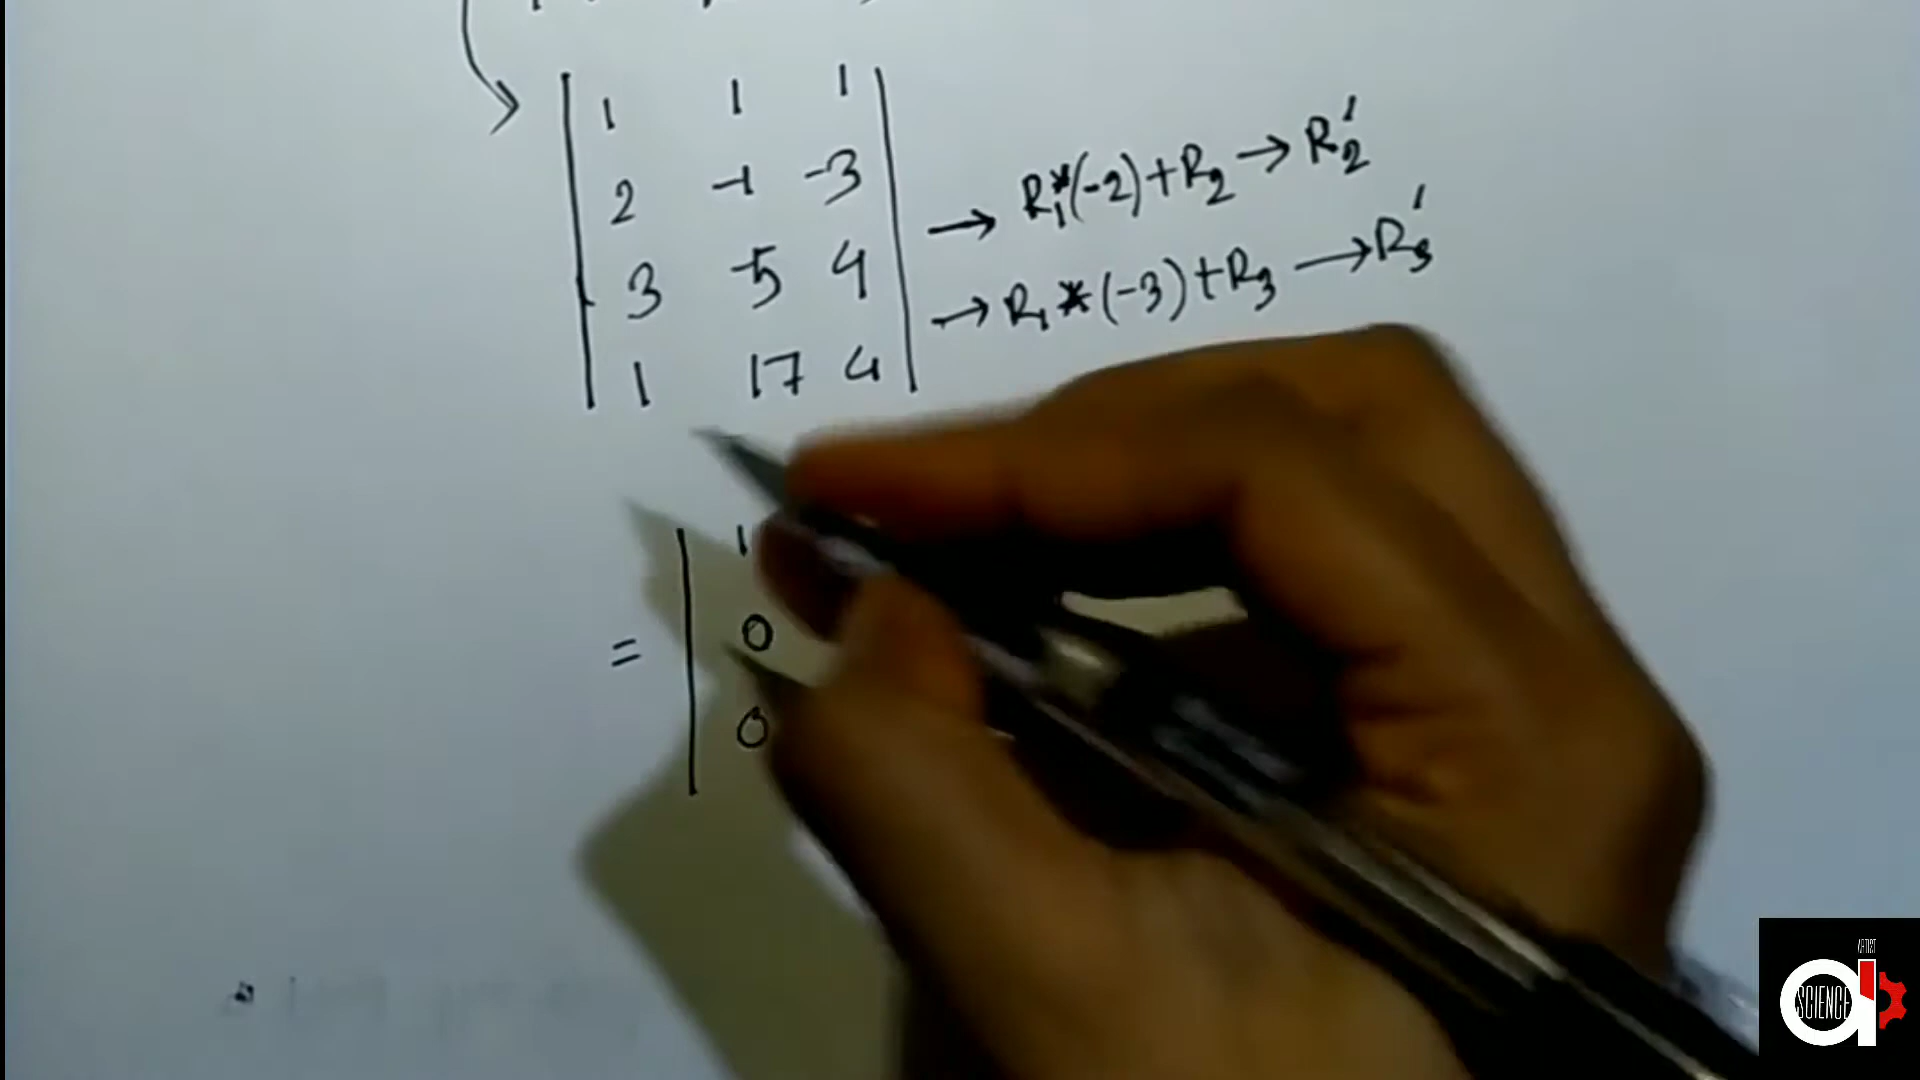 1 1 1
2 -1 -3 → R₁*(-2)+R₂ → R₂'
3 -5 4 → R₁*(-3)+R₃ → R₃'
1 17 4
1
= 0
0
ARTIST
SCIENCE